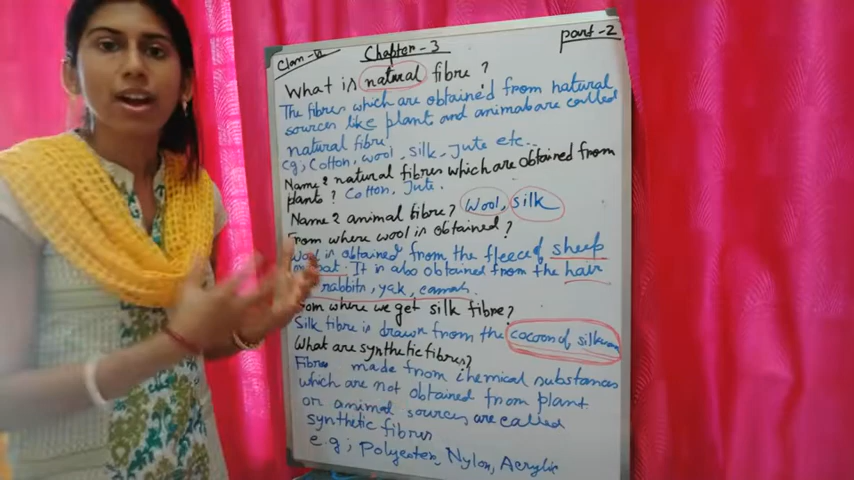 Class-VI
Chapter-3
part-2
What is natural fibre?
The fibres which are obtained from natural
sources like plant and animal are called
natural fibre.
eg; Cotton, wool, silk, Jute etc..
Name 2 natural fibres which are obtained from
plants? Cotton, Jute.
Name 2 animal fibre? Wool, silk
From where wool is obtained?
Wool is obtained from the fleece of sheep
It is also obtained from the hair
rabbits, yak, camels.
From where we get silk fibre?
Silk fibre is drawn from the cocoon of silkworm
What are synthetic fibres?
Fibres made from chemical substances
which are not obtained from plant
or animal sources are called
synthetic fibres
e.g; Polyester, Nylon, Acrylic